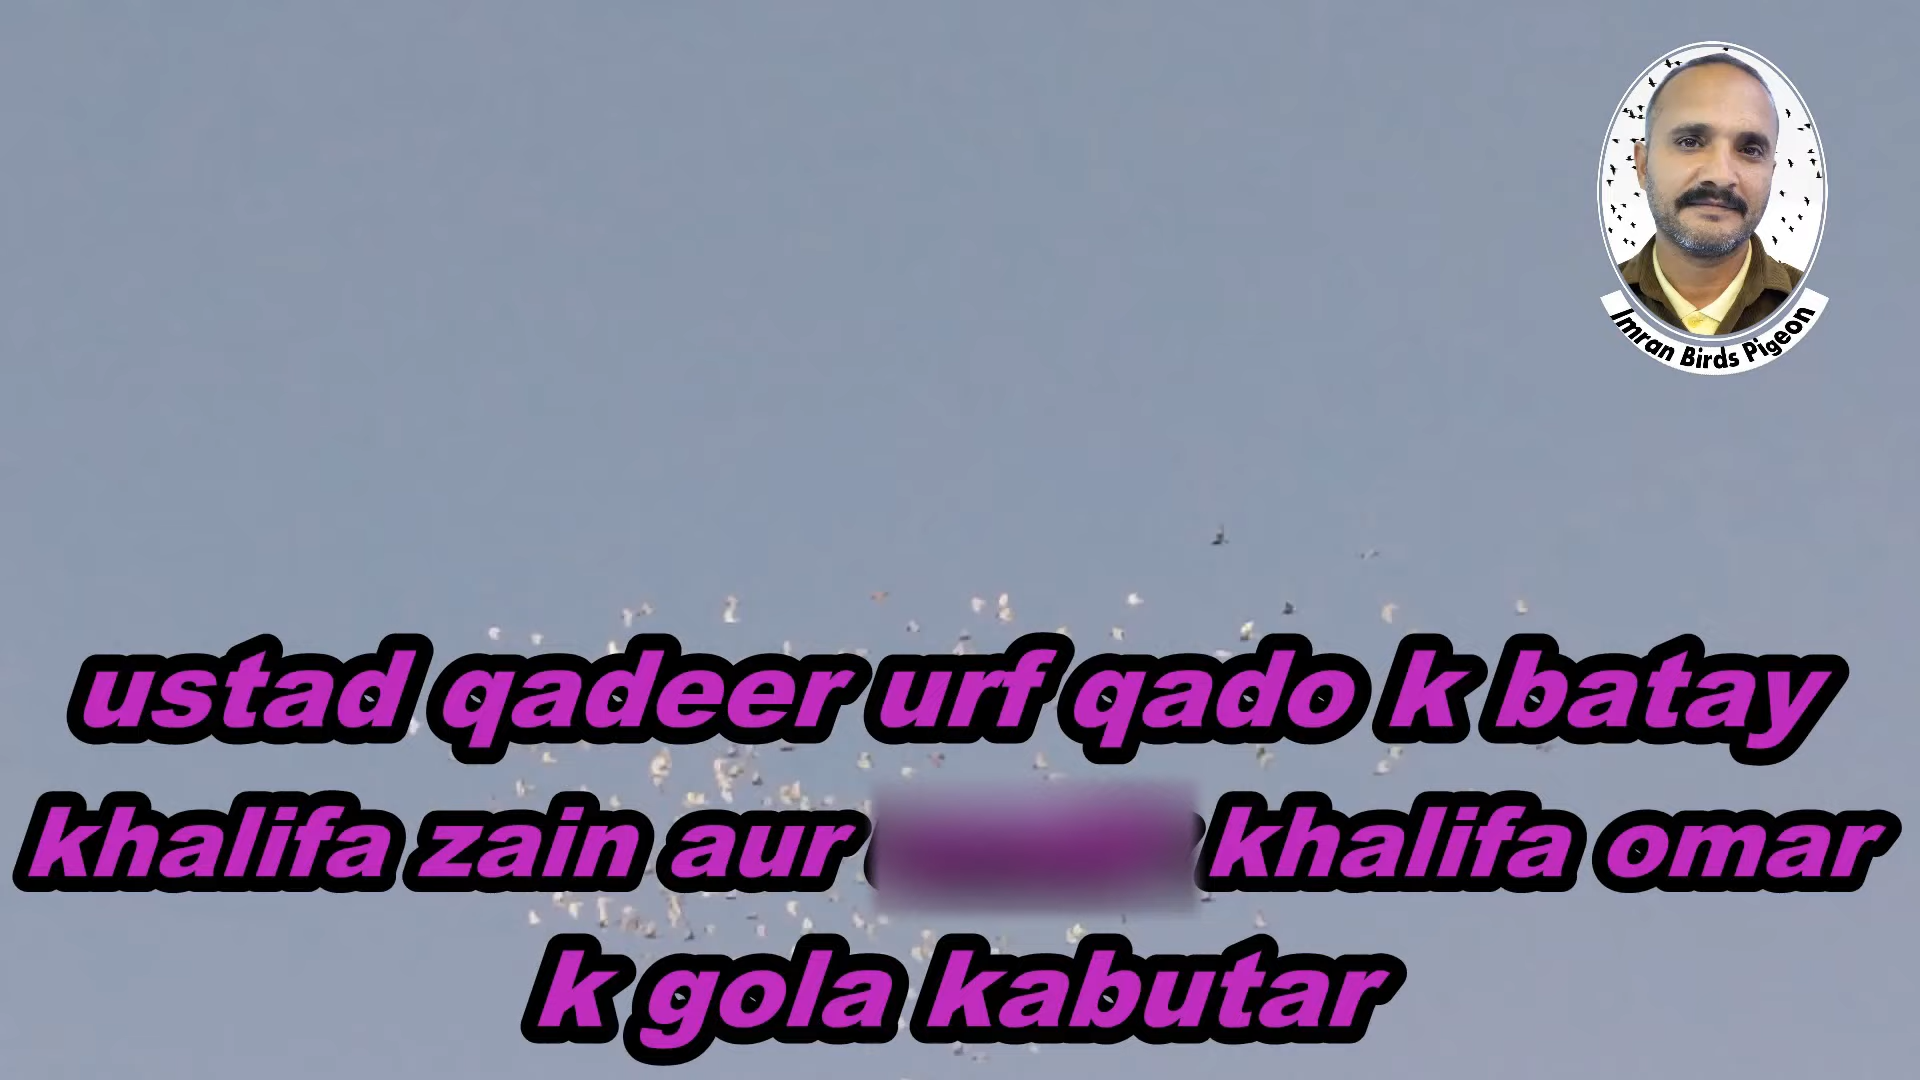 Imran Birds Pigeon
ustad qadeer urf qado k batay
khalifa zain aur khalifa omar
k gola kabutar